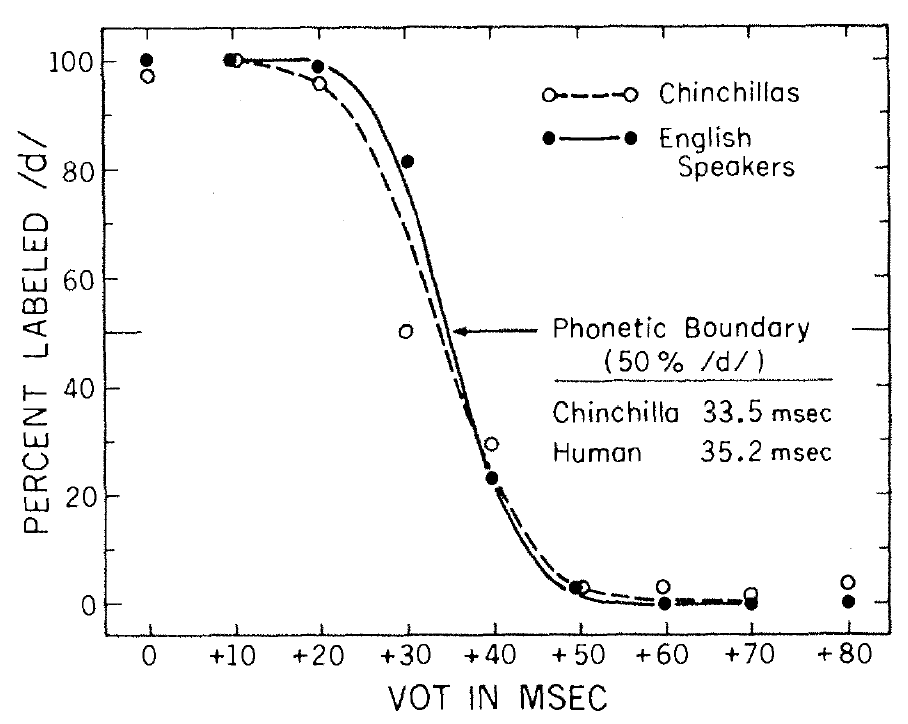 PERCENT LABELED /d/
100
80
60
40
20
0
Chinchillas
English
Speakers
Phonetic Boundary
(50 % /d/)
Chinchilla 33.5 msec
Human 35.2 msec
0 +10 +20 +30 +40 +50 +60 +70 +80
VOT IN MSEC